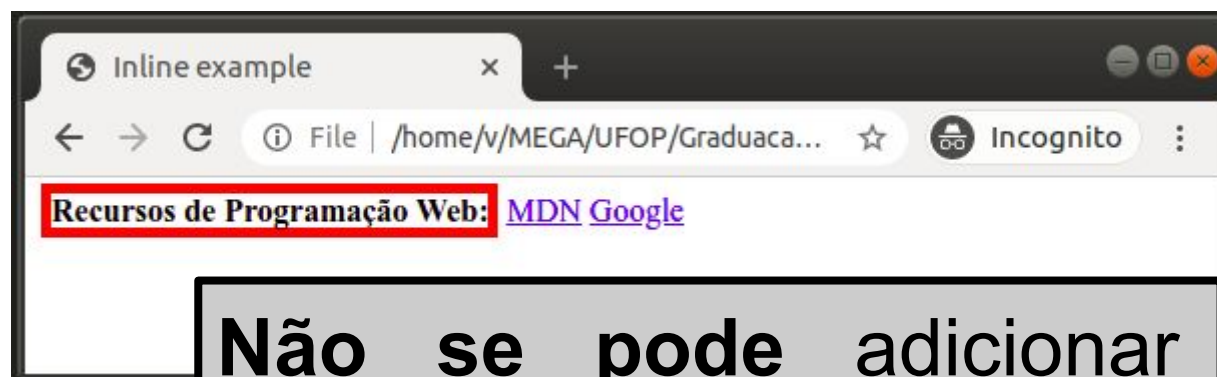 Inline example
File | /home/v/MEGA/UFOP/Graduaca... Incognito
Recursos de Programação Web: MDN Google
Não se pode adicionar